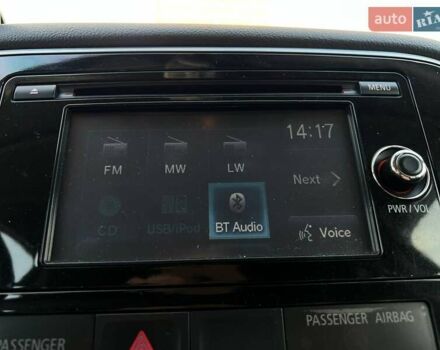 auto RIA
MENU
14:17
FM MW LW
Next >
PWR/VOL
CD USB/iPod BT Audio
Voice
PASSENGER
PASSENGER AIRBAG